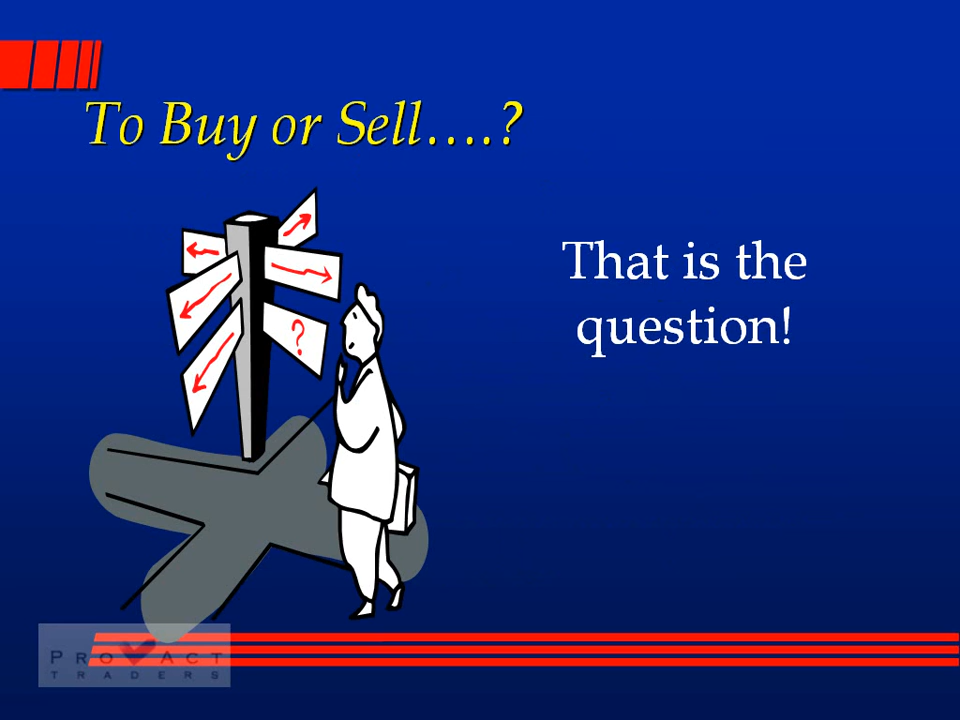 To Buy or Sell....?
?
That is the
question!
PRO ACT
TRADERS